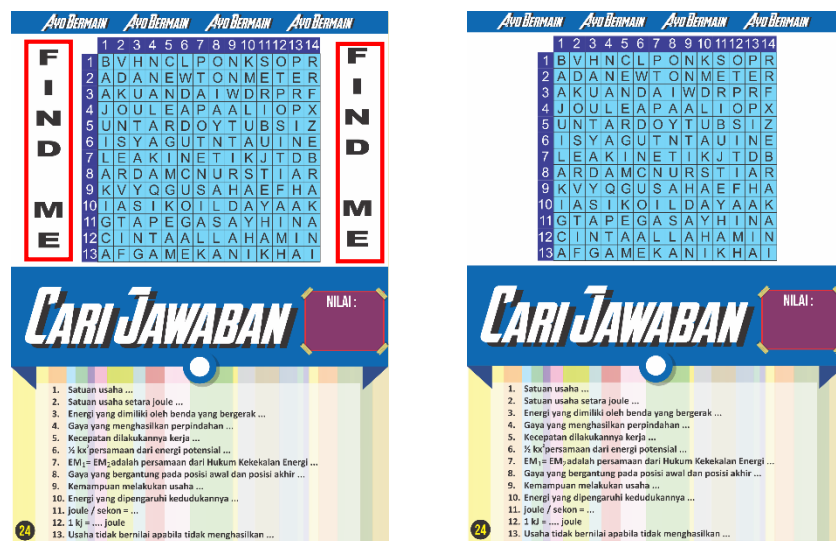 AYO BERMAIN AYO BERMAIN AYO BERMAIN AYO BERMAIN
FIND ME
1 2 3 4 5 6 7 8 9 10 11 12 13 14
1 B V H N C L P O N K S O P R
2 A D A N E W T O N M E T E R
3 A K U A N D A I W D R P R F
4 J O U L E A P A A L I O P X
5 U N T A R D O Y T U B S I Z
6 I S Y A G U T N T A U I N E
7 L E A K I N E T I K J T D B
8 A R D A M C N U R S T I A R
9 K V Y Q G U S A H A E F H A
10 I A S I K O I L D A Y A A K
11 G T A P E G A S A Y H I N A
12 C I N T A A L L A H A M I N
13 A F G A M E K A N I K H A I
FIND ME
CARI JAWABAN
NILAI :
1. Satuan usaha ...
2. Satuan usaha setara joule ...
3. Energi yang dimiliki oleh benda yang bergerak ...
4. Gaya yang menghasilkan perpindahan ...
5. Kecepatan dilakukannya kerja ...
6. ½ kx² persamaan dari energi potensial ...
7. EM₁= EM₂ adalah persamaan dari Hukum Kekekalan Energi ...
8. Gaya yang bergantung pada posisi awal dan posisi akhir ...
9. Kemampuan melakukan usaha ...
10. Energi yang dipengaruhi kedudukannya ...
11. joule / sekon = ...
12. 1 kj = .... joule
13. Usaha tidak bernilai apabila tidak menghasilkan ...
24
AYO BERMAIN AYO BERMAIN AYO BERMAIN AYO BERMAIN
1 2 3 4 5 6 7 8 9 10 11 12 13 14
1 B V H N C L P O N K S O P R
2 A D A N E W T O N M E T E R
3 A K U A N D A I W D R P R F
4 J O U L E A P A A L I O P X
5 U N T A R D O Y T U B S I Z
6 I S Y A G U T N T A U I N E
7 L E A K I N E T I K J T D B
8 A R D A M C N U R S T I A R
9 K V Y Q G U S A H A E F H A
10 I A S I K O I L D A Y A A K
11 G T A P E G A S A Y H I N A
12 C I N T A A L L A H A M I N
13 A F G A M E K A N I K H A I
CARI JAWABAN
NILAI :
1. Satuan usaha ...
2. Satuan usaha setara joule ...
3. Energi yang dimiliki oleh benda yang bergerak ...
4. Gaya yang menghasilkan perpindahan ...
5. Kecepatan dilakukannya kerja ...
6. ½ kx² persamaan dari energi potensial ...
7. EM₁= EM₂ adalah persamaan dari Hukum Kekekalan Energi ...
8. Gaya yang bergantung pada posisi awal dan posisi akhir ...
9. Kemampuan melakukan usaha ...
10. Energi yang dipengaruhi kedudukannya ...
11. joule / sekon = ...
12. 1 kJ = .... joule
13. Usaha tidak bernilai apabila tidak menghasilkan ...
24